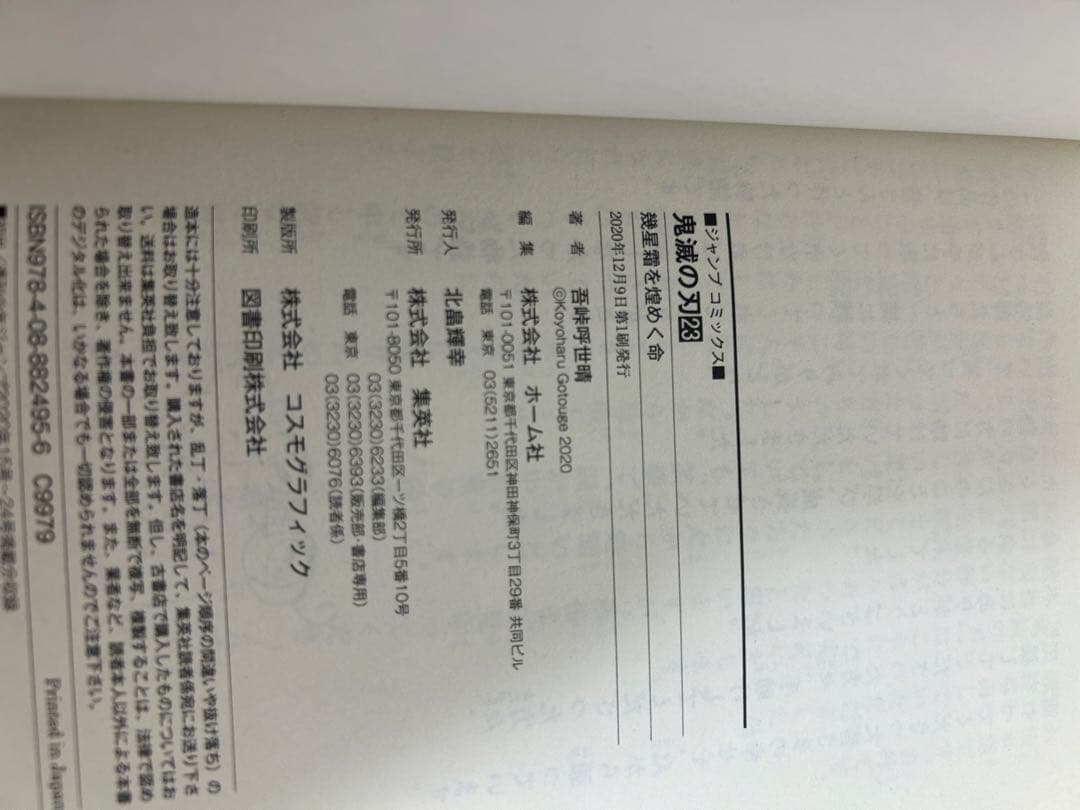 ■ジャンプ コミックス■
鬼滅の刃 23
幾星霜を煌めく命
2020年12月9日 第1刷発行
著者 吾峠呼世晴
©Koyoharu Gotouge 2020
編集 株式会社 ホーム社
〒101-0051 東京都千代田区神田神保町3丁目29番 共同ビル
電話 東京 03(5211)2651
発行人 北畠輝幸
発行所 株式会社 集英社
〒101-8050 東京都千代田区一ツ橋2丁目5番10号
03(3230)6233(編集部)
電話 東京 03(3230)6393(販売部・書店専用)
03(3230)6076(読者係)
製版所 株式会社 コスモグラフィック
印刷所 図書印刷株式会社
造本には十分注意しておりますが、乱丁・落丁(本のページ順序の間違いや抜け落ち)の
場合はお取り替え致します。購入された書店名を明記して、集英社読者係宛にお送り下さ
い。送料は集英社負担でお取り替え致します。但し、古書店で購入したものについてはお
取り替え出来ません。本書の一部または全部を無断で複写、複製することは、法律で認め
られた場合を除き、著作権の侵害となります。また、業者など、読者本人以外による本書
のデジタル化は、いかなる場合でも一切認められませんのでご注意下さい。
ISBN978-4-08-882495-6 C9979
Printed in Japan